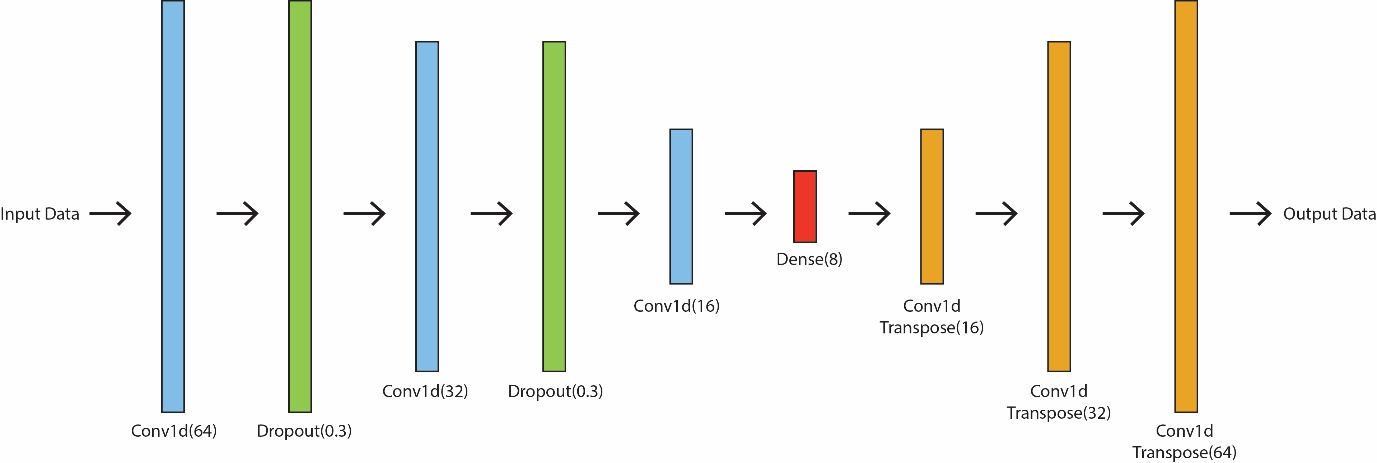 Input Data
Conv1d(64)
Dropout(0.3)
Conv1d(32)
Dropout(0.3)
Conv1d(16)
Dense(8)
Conv1d
Transpose(16)
Conv1d
Transpose(32)
Conv1d
Transpose(64)
Output Data